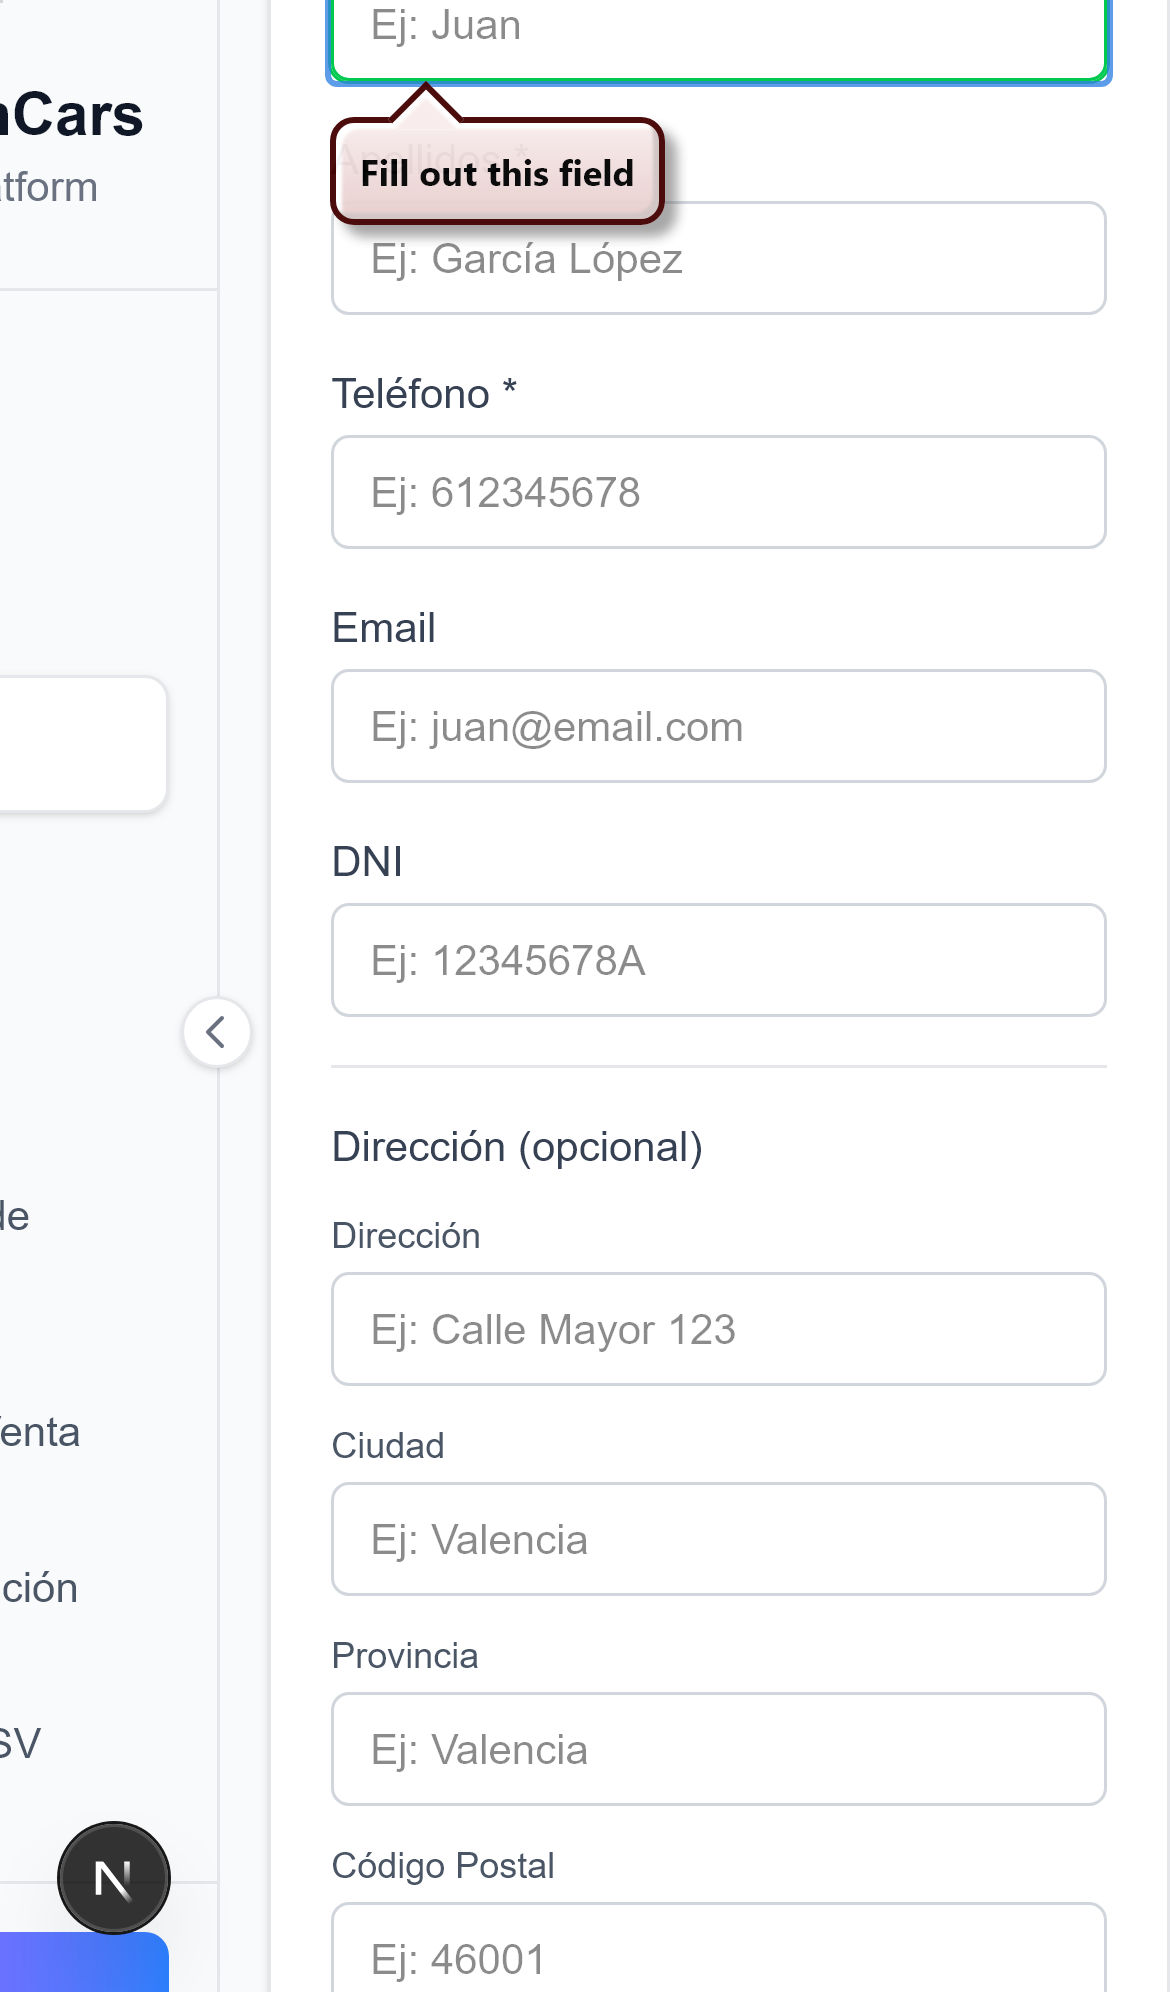 Ej: Juan
Cars
Apellidos *
Fill out this field
tform
Ej: García López
Teléfono *
Ej: 612345678
Email
Ej: juan@email.com
DNI
Ej: 12345678A
Dirección (opcional)
de
Dirección
Ej: Calle Mayor 123
enta
Ciudad
Ej: Valencia
ción
Provincia
SV
Ej: Valencia
Código Postal
N
Ej: 46001